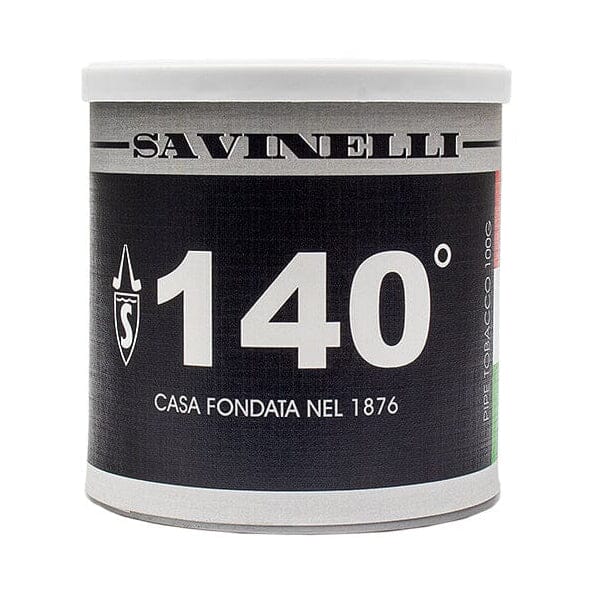 SAVINELLI
S
140°
CASA FONDATA NEL 1876
PIPE TOBACCO 100G